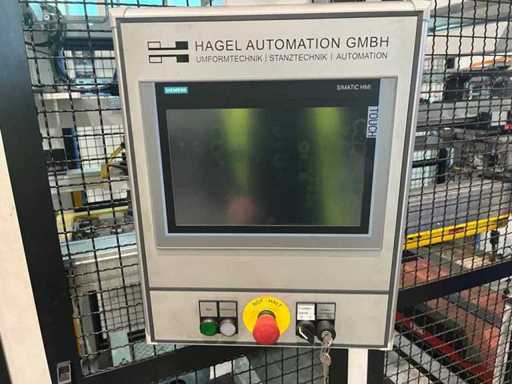 HAGEL AUTOMATION GMBH
UMFORMTECHNIK | STANZTECHNIK | AUTOMATION
SIEMENS
SIMATIC HMI
TOUCH
NOT - HALT